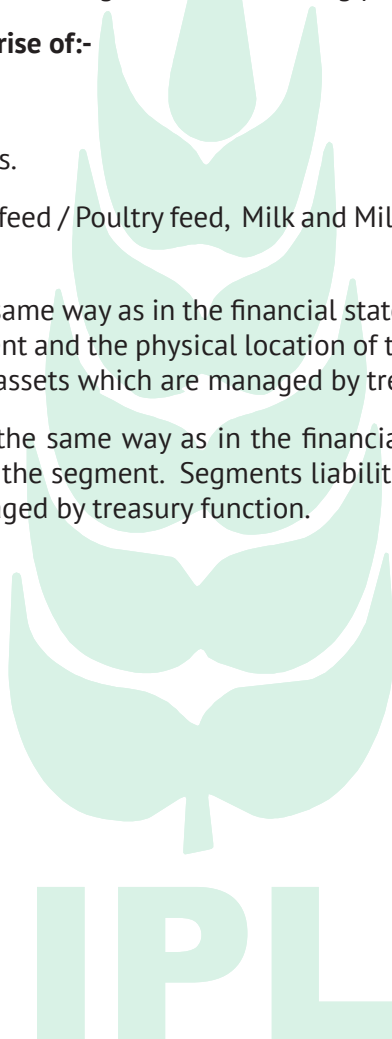 rise of:-
s.
feed / Poultry feed, Milk and Mil
same way as in the financial stat
nt and the physical location of t
assets which are managed by tre
the same way as in the financia
the segment. Segments liabilit
ged by treasury function.
IPL